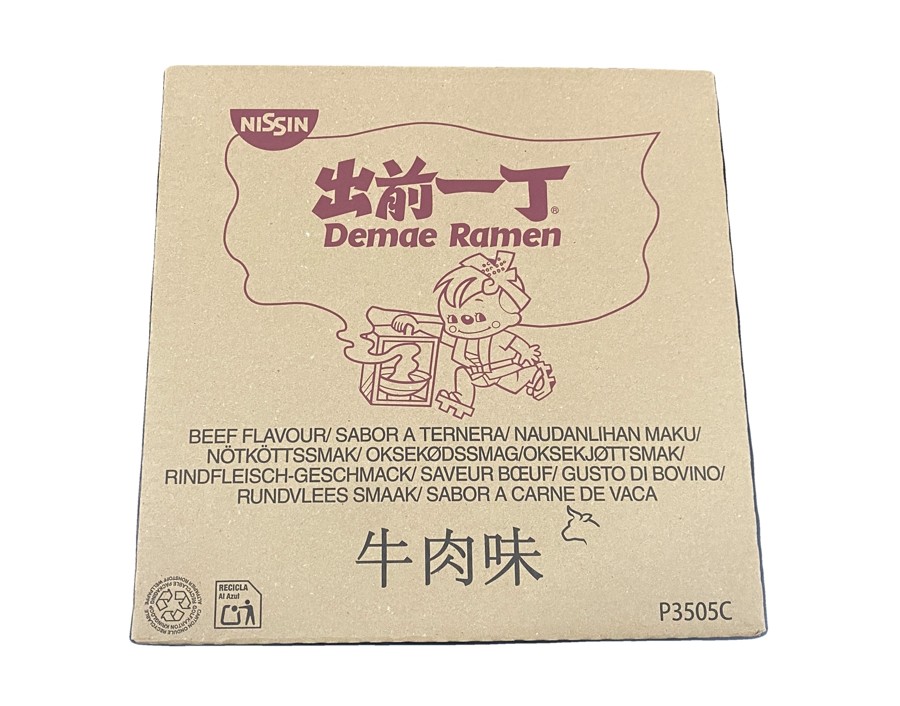 NISSIN
出前一丁®
Demae Ramen
BEEF FLAVOUR/ SABOR A TERNERA/ NAUDANLIHAN MAKU/
NÖTKÖTTSSMAK/ OKSEKØDSSMAG/OKSEKJØTTSMAK/
RINDFLEISCH-GESCHMACK/ SAVEUR BŒUF/ GUSTO DI BOVINO/
RUNDVLEES SMAAK/ SABOR A CARNE DE VACA
牛肉味
RECICLA
Al Azul
P3505C